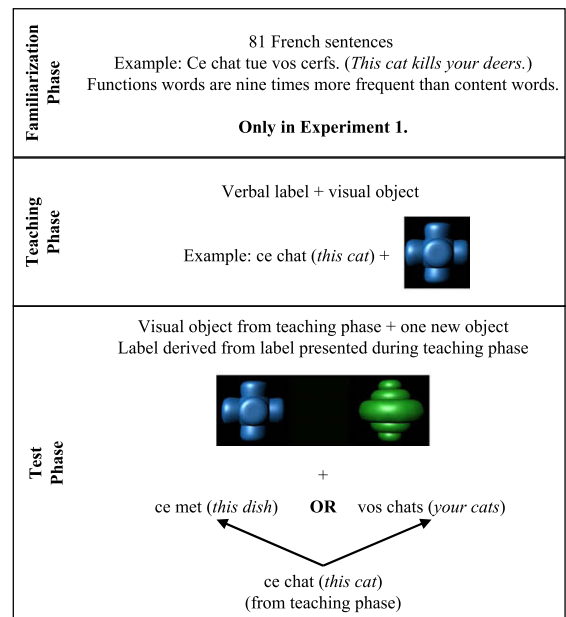 Familiarization
Phase
81 French sentences
Example: Ce chat tue vos cerfs. (This cat kills your deers.)
Functions words are nine times more frequent than content words.
Only in Experiment 1.
Teaching
Phase
Verbal label + visual object
Example: ce chat (this cat) +
Test
Phase
Visual object from teaching phase + one new object
Label derived from label presented during teaching phase
+
ce met (this dish) OR vos chats (your cats)
ce chat (this cat)
(from teaching phase)